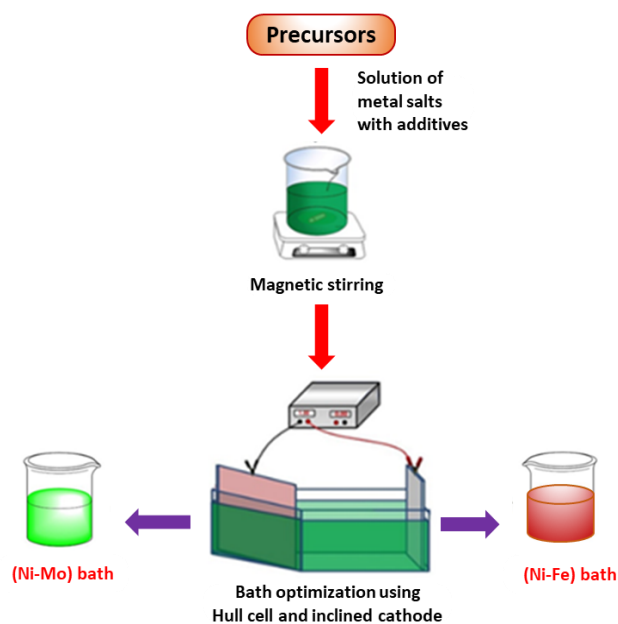 Precursors
Solution of
metal salts
with additives
Magnetic stirring
(Ni-Mo) bath
(Ni-Fe) bath
Bath optimization using
Hull cell and inclined cathode